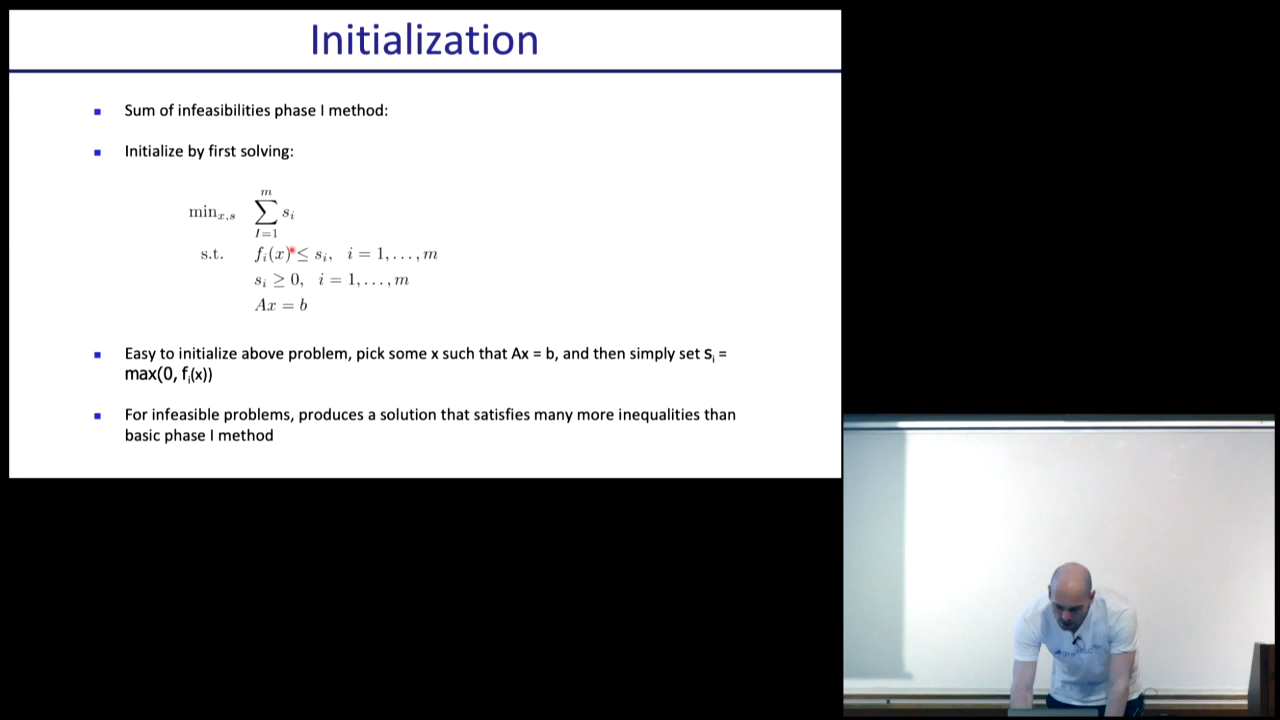 Initialization
Sum of infeasibilities phase I method:
Initialize by first solving:
min_{x,s} \sum_{I=1}^{m} s_i
s.t. f_i(x) ≤ s_i, i = 1, . . . , m
s_i ≥ 0, i = 1, . . . , m
Ax = b
Easy to initialize above problem, pick some x such that Ax = b, and then simply set s_i =
max(0, f_i(x))
For infeasible problems, produces a solution that satisfies many more inequalities than
basic phase I method